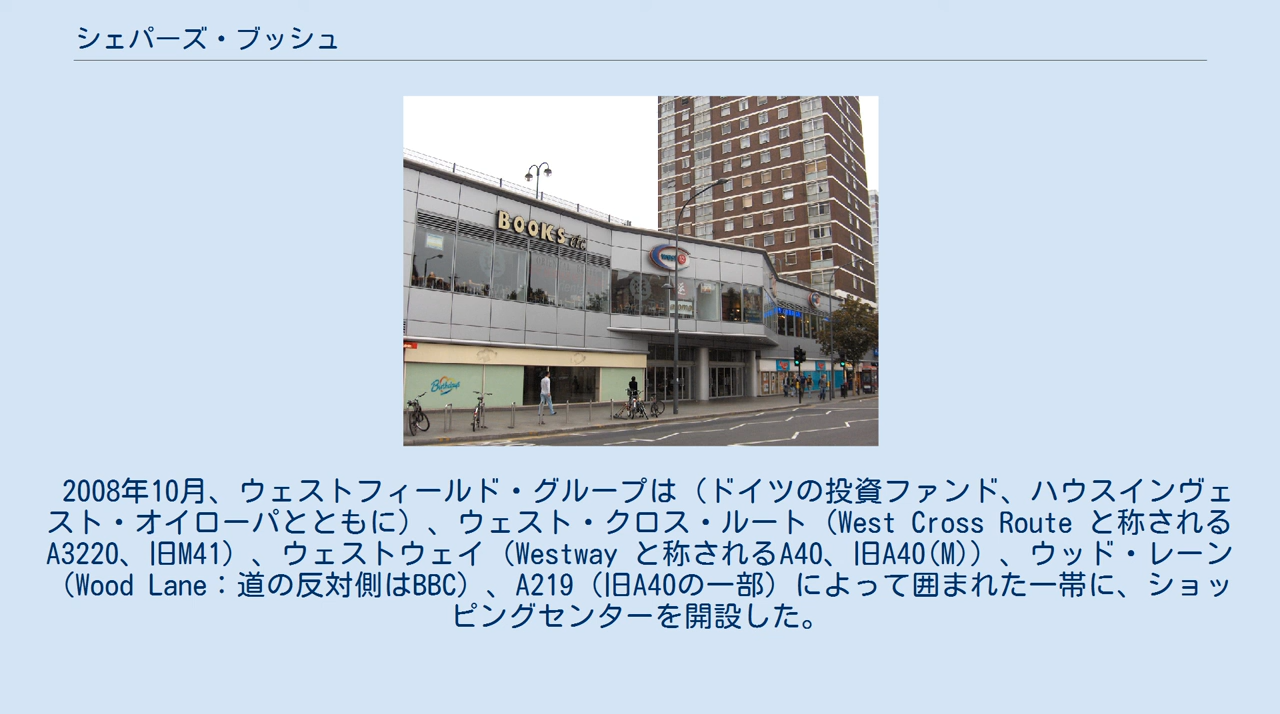 シェパーズ・ブッシュ
BOOKS etc
Birthdays
2008年10月、ウェストフィールド・グループは（ドイツの投資ファンド、ハウスインヴェ
スト・オイローパとともに）、ウェスト・クロス・ルート（West Cross Route と称される
A3220、旧M41）、ウェストウェイ（Westway と称されるA40、旧A40(M)）、ウッド・レーン
（Wood Lane：道の反対側はBBC）、A219（旧A40の一部）によって囲まれた一帯に、ショッ
ピングセンターを開設した。